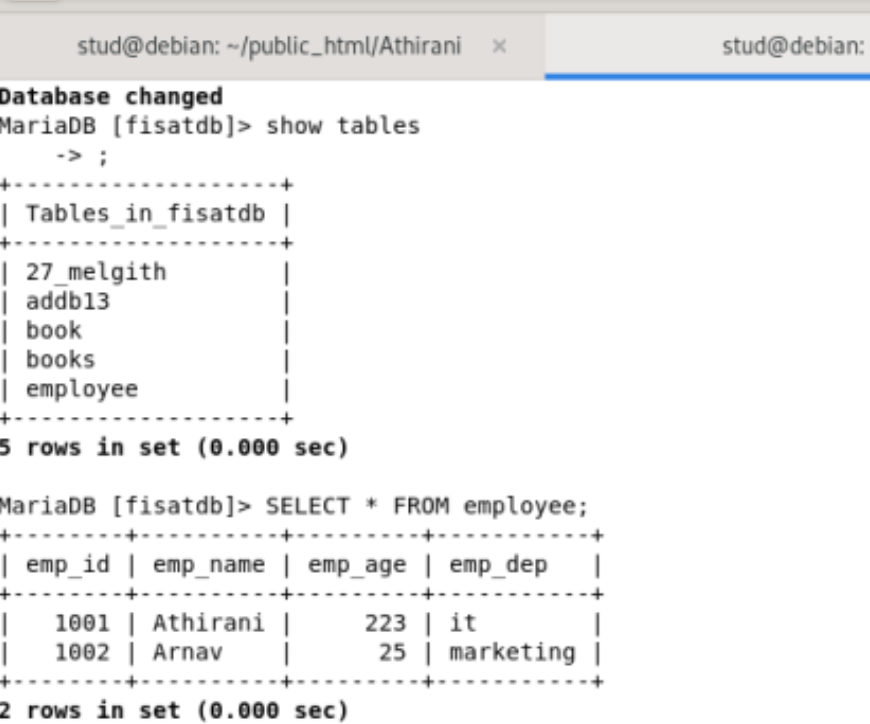 stud@debian: ~/public_html/Athirani × stud@debian:
Database changed
MariaDB [fisatdb]> show tables
    -> ;
+-------------------+
| Tables_in_fisatdb |
+-------------------+
| 27_melgith        |
| addb13            |
| book              |
| books             |
| employee          |
+-------------------+
5 rows in set (0.000 sec)

MariaDB [fisatdb]> SELECT * FROM employee;
+--------+----------+---------+-----------+
| emp_id | emp_name | emp_age | emp_dep   |
+--------+----------+---------+-----------+
|   1001 | Athirani |     223 | it        |
|   1002 | Arnav    |      25 | marketing |
+--------+----------+---------+-----------+
2 rows in set (0.000 sec)